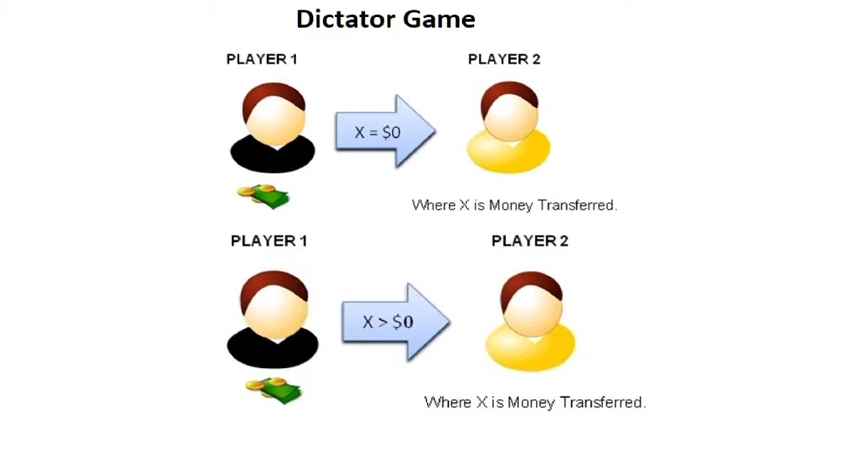 Dictator Game
PLAYER 1
PLAYER 2
X = $0
Where X is Money Transferred.
PLAYER 1
PLAYER 2
X > $0
Where X is Money Transferred.